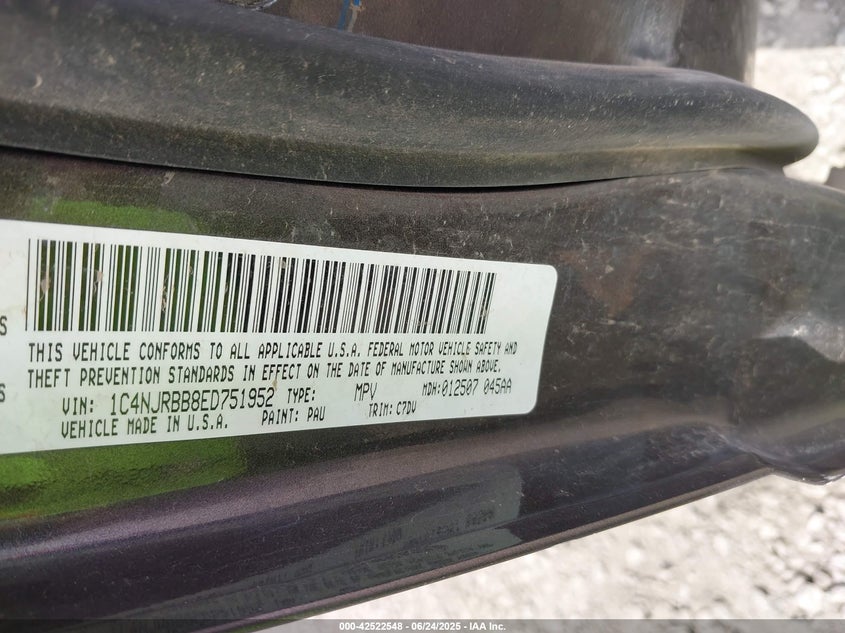 S
THIS VEHICLE CONFORMS TO ALL APPLICABLE U.S.A. FEDERAL MOTOR VEHICLE SAFETY AND
THEFT PREVENTION STANDARDS IN EFFECT ON THE DATE OF MANUFACTURE SHOWN ABOVE.
S
VIN: 1C4NJRBB8ED751952 TYPE: MPV MDH:012507 045AA
VEHICLE MADE IN U.S.A. PAINT: PAU TRIM: C7DV
000-42522548 | 06/24/2025 - IAA Inc.